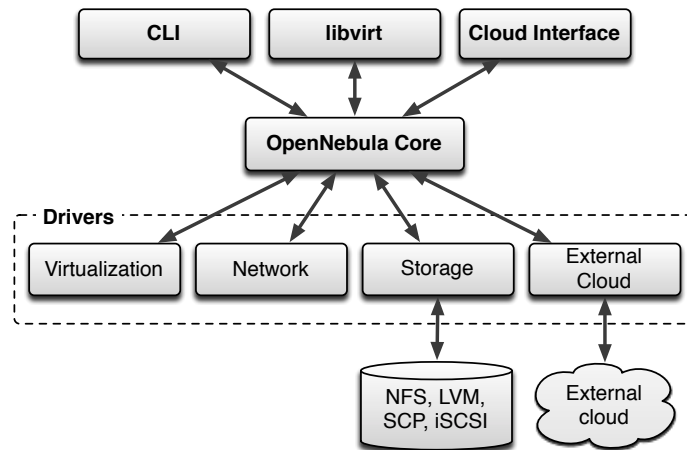 CLI
libvirt
Cloud Interface
OpenNebula Core
Drivers
Virtualization
Network
Storage
External
Cloud
NFS, LVM,
SCP, iSCSI
External
cloud